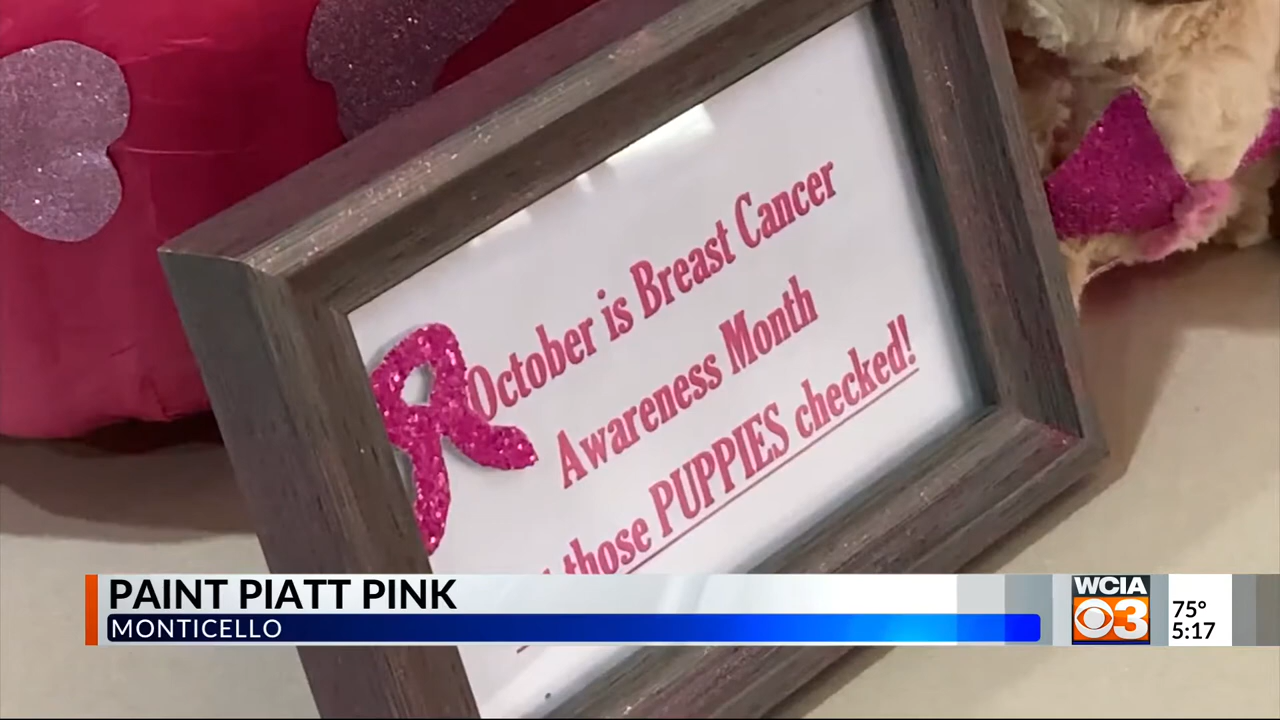 October is Breast Cancer
Awareness Month
those PUPPIES checked!
PAINT PIATT PINK
MONTICELLO
WCIA
3
75°
5:17